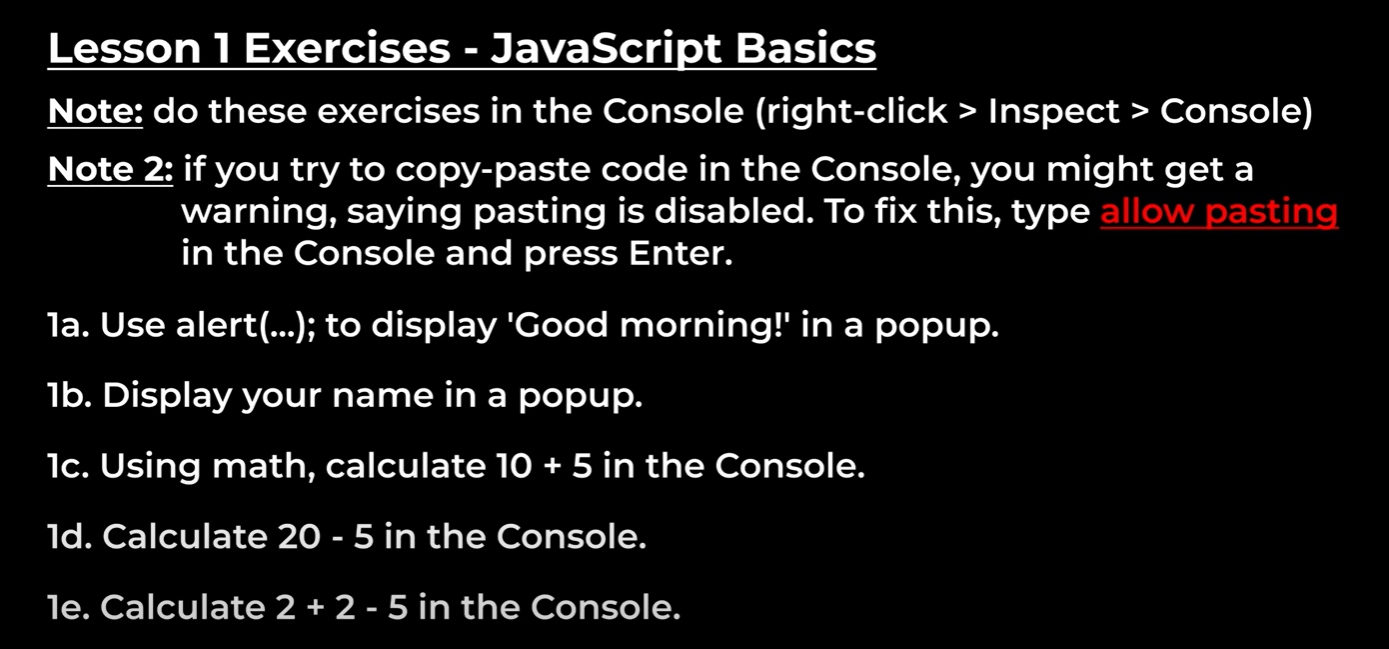 Lesson 1 Exercises - JavaScript Basics
Note: do these exercises in the Console (right-click > Inspect > Console)
Note 2: if you try to copy-paste code in the Console, you might get a
warning, saying pasting is disabled. To fix this, type allow pasting
in the Console and press Enter.
1a. Use alert(...); to display 'Good morning!' in a popup.
1b. Display your name in a popup.
1c. Using math, calculate 10 + 5 in the Console.
1d. Calculate 20 - 5 in the Console.
1e. Calculate 2 + 2 - 5 in the Console.